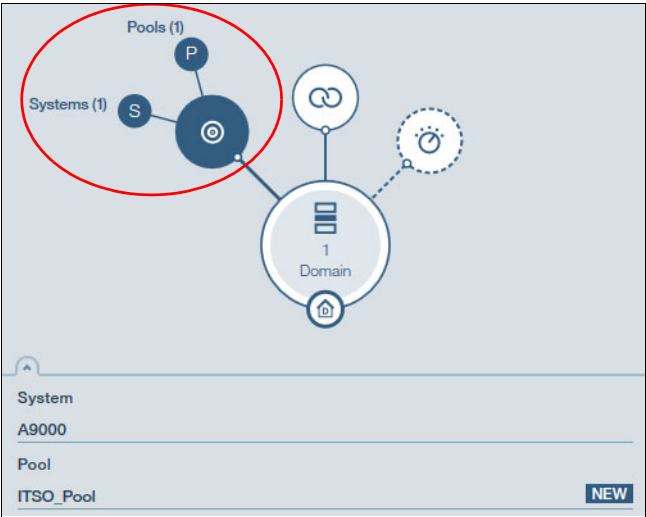 Pools (1)
P
Systems (1)
S
1
Domain
D
System
A9000
Pool
ITSO_Pool NEW